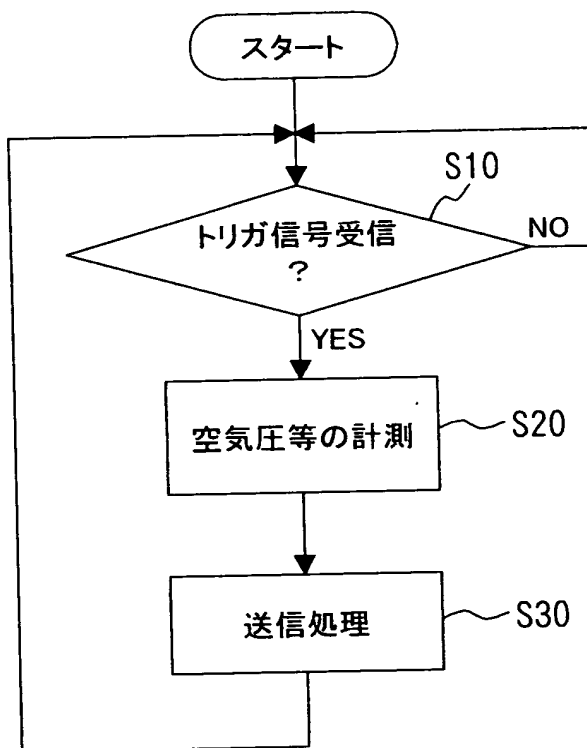 スタート
S10
トリガ信号受信
?
NO
YES
空気圧等の計測
S20
送信処理
S30